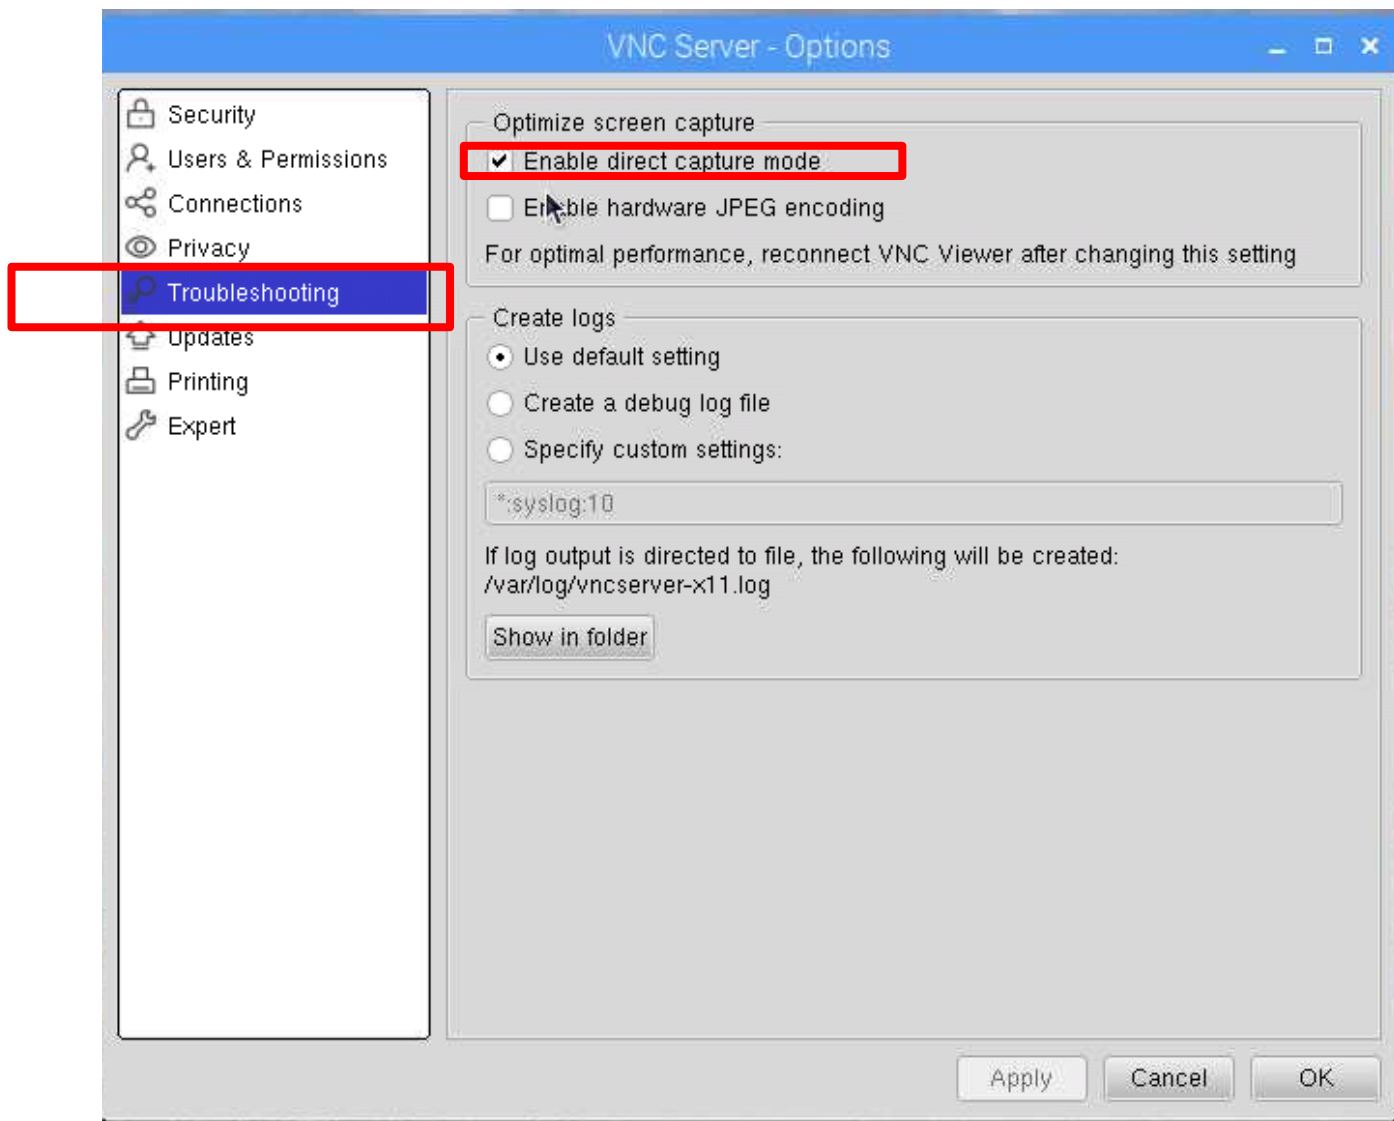 VNC Server - Options
Security
Users & Permissions
Connections
Privacy
Troubleshooting
Updates
Printing
Expert
Optimize screen capture
Enable direct capture mode
Enable hardware JPEG encoding
For optimal performance, reconnect VNC Viewer after changing this setting
Create logs
Use default setting
Create a debug log file
Specify custom settings:
*:syslog:10
If log output is directed to file, the following will be created:
/var/log/vncserver-x11.log
Show in folder
Apply
Cancel
OK